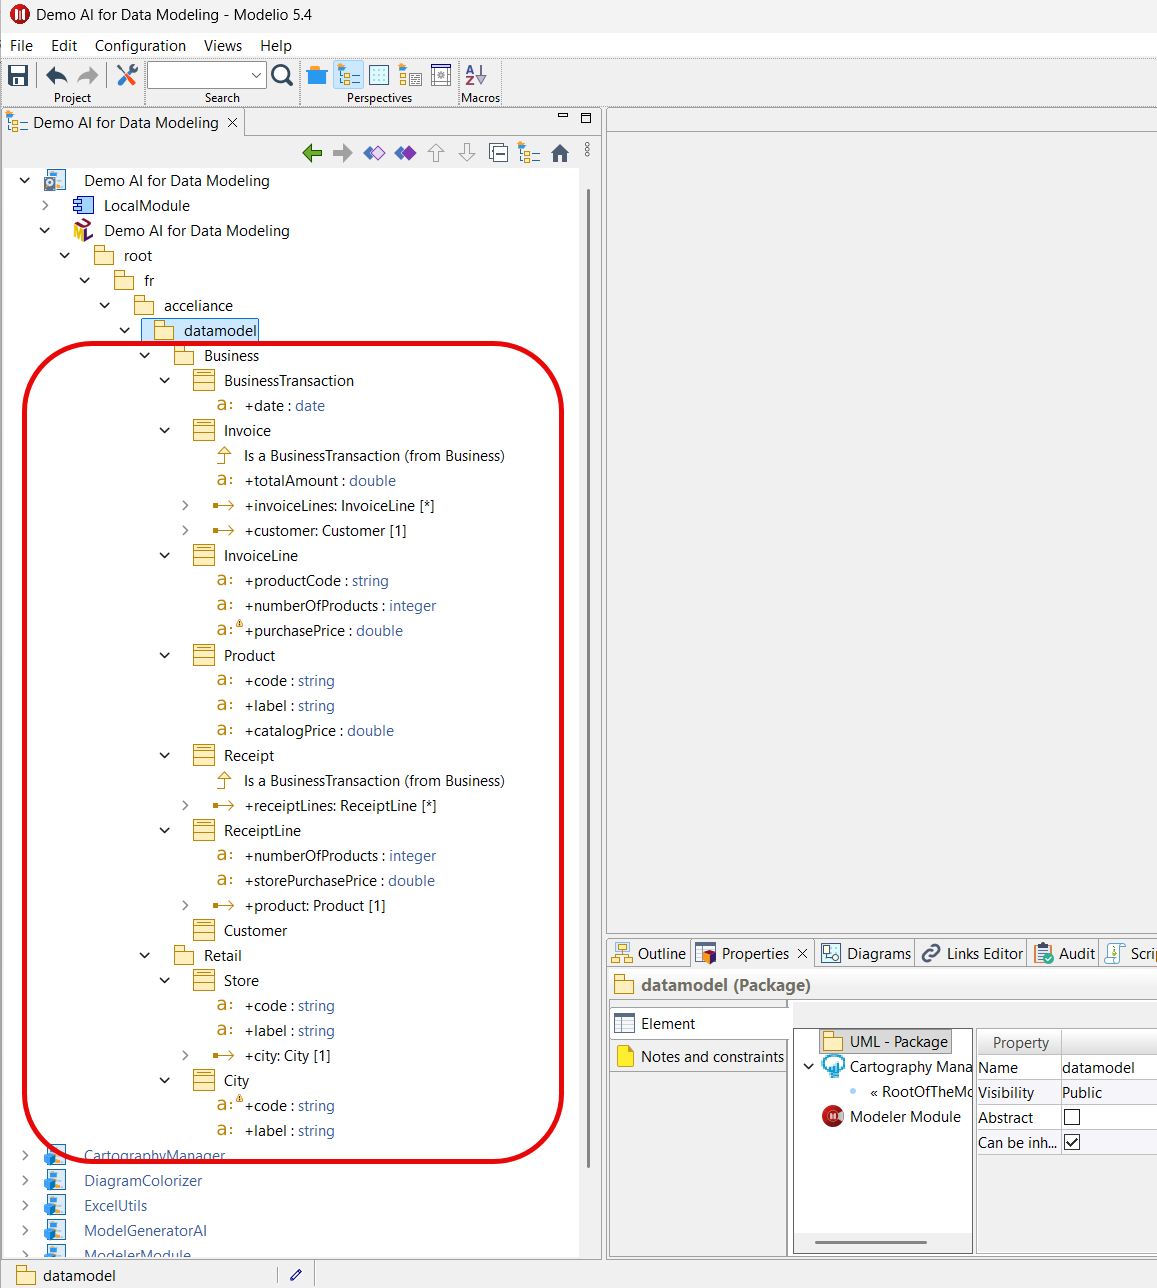 Demo AI for Data Modeling - Modelio 5.4
File Edit Configuration Views Help
Project Search Perspectives Macros
Demo AI for Data Modeling
Demo AI for Data Modeling
LocalModule
Demo AI for Data Modeling
root
fr
acceliance
datamodel
Business
BusinessTransaction
a: +date : date
Invoice
Is a BusinessTransaction (from Business)
a: +totalAmount : double
+invoiceLines: InvoiceLine [*]
+customer: Customer [1]
InvoiceLine
a: +productCode : string
a: +numberOfProducts : integer
a: +purchasePrice : double
Product
a: +code : string
a: +label : string
a: +catalogPrice : double
Receipt
Is a BusinessTransaction (from Business)
+receiptLines: ReceiptLine [*]
ReceiptLine
a: +numberOfProducts : integer
a: +storePurchasePrice : double
+product: Product [1]
Customer
Retail
Store
a: +code : string
a: +label : string
+city: City [1]
City
a: +code : string
a: +label : string
CartographyManager
DiagramColorizer
ExcelUtils
ModelGeneratorAI
ModelerModule
datamodel
Outline Properties Diagrams Links Editor Audit Scri
datamodel (Package)
Element
Notes and constraints
UML - Package
Cartography Mana
« RootOfTheMo
Modeler Module
Property
Name datamodel
Visibility Public
Abstract
Can be inh...